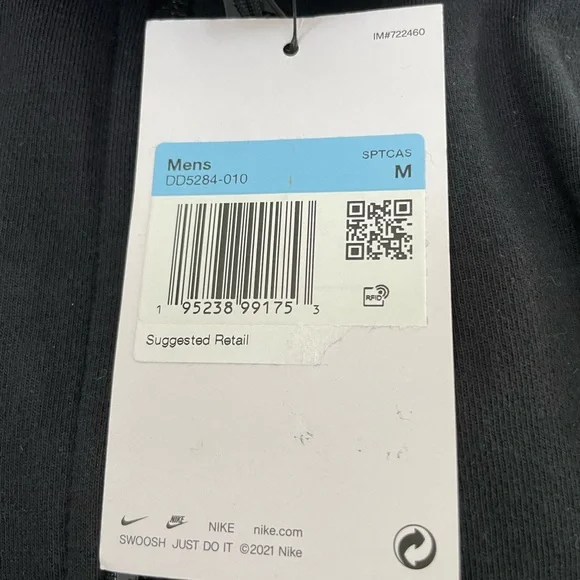 IM#722460
Mens SPTCAS
DD5284-010 M
1 95238 99175 3
RFID
Suggested Retail
NIKE NIKE nike.com
SWOOSH JUST DO IT ©2021 Nike